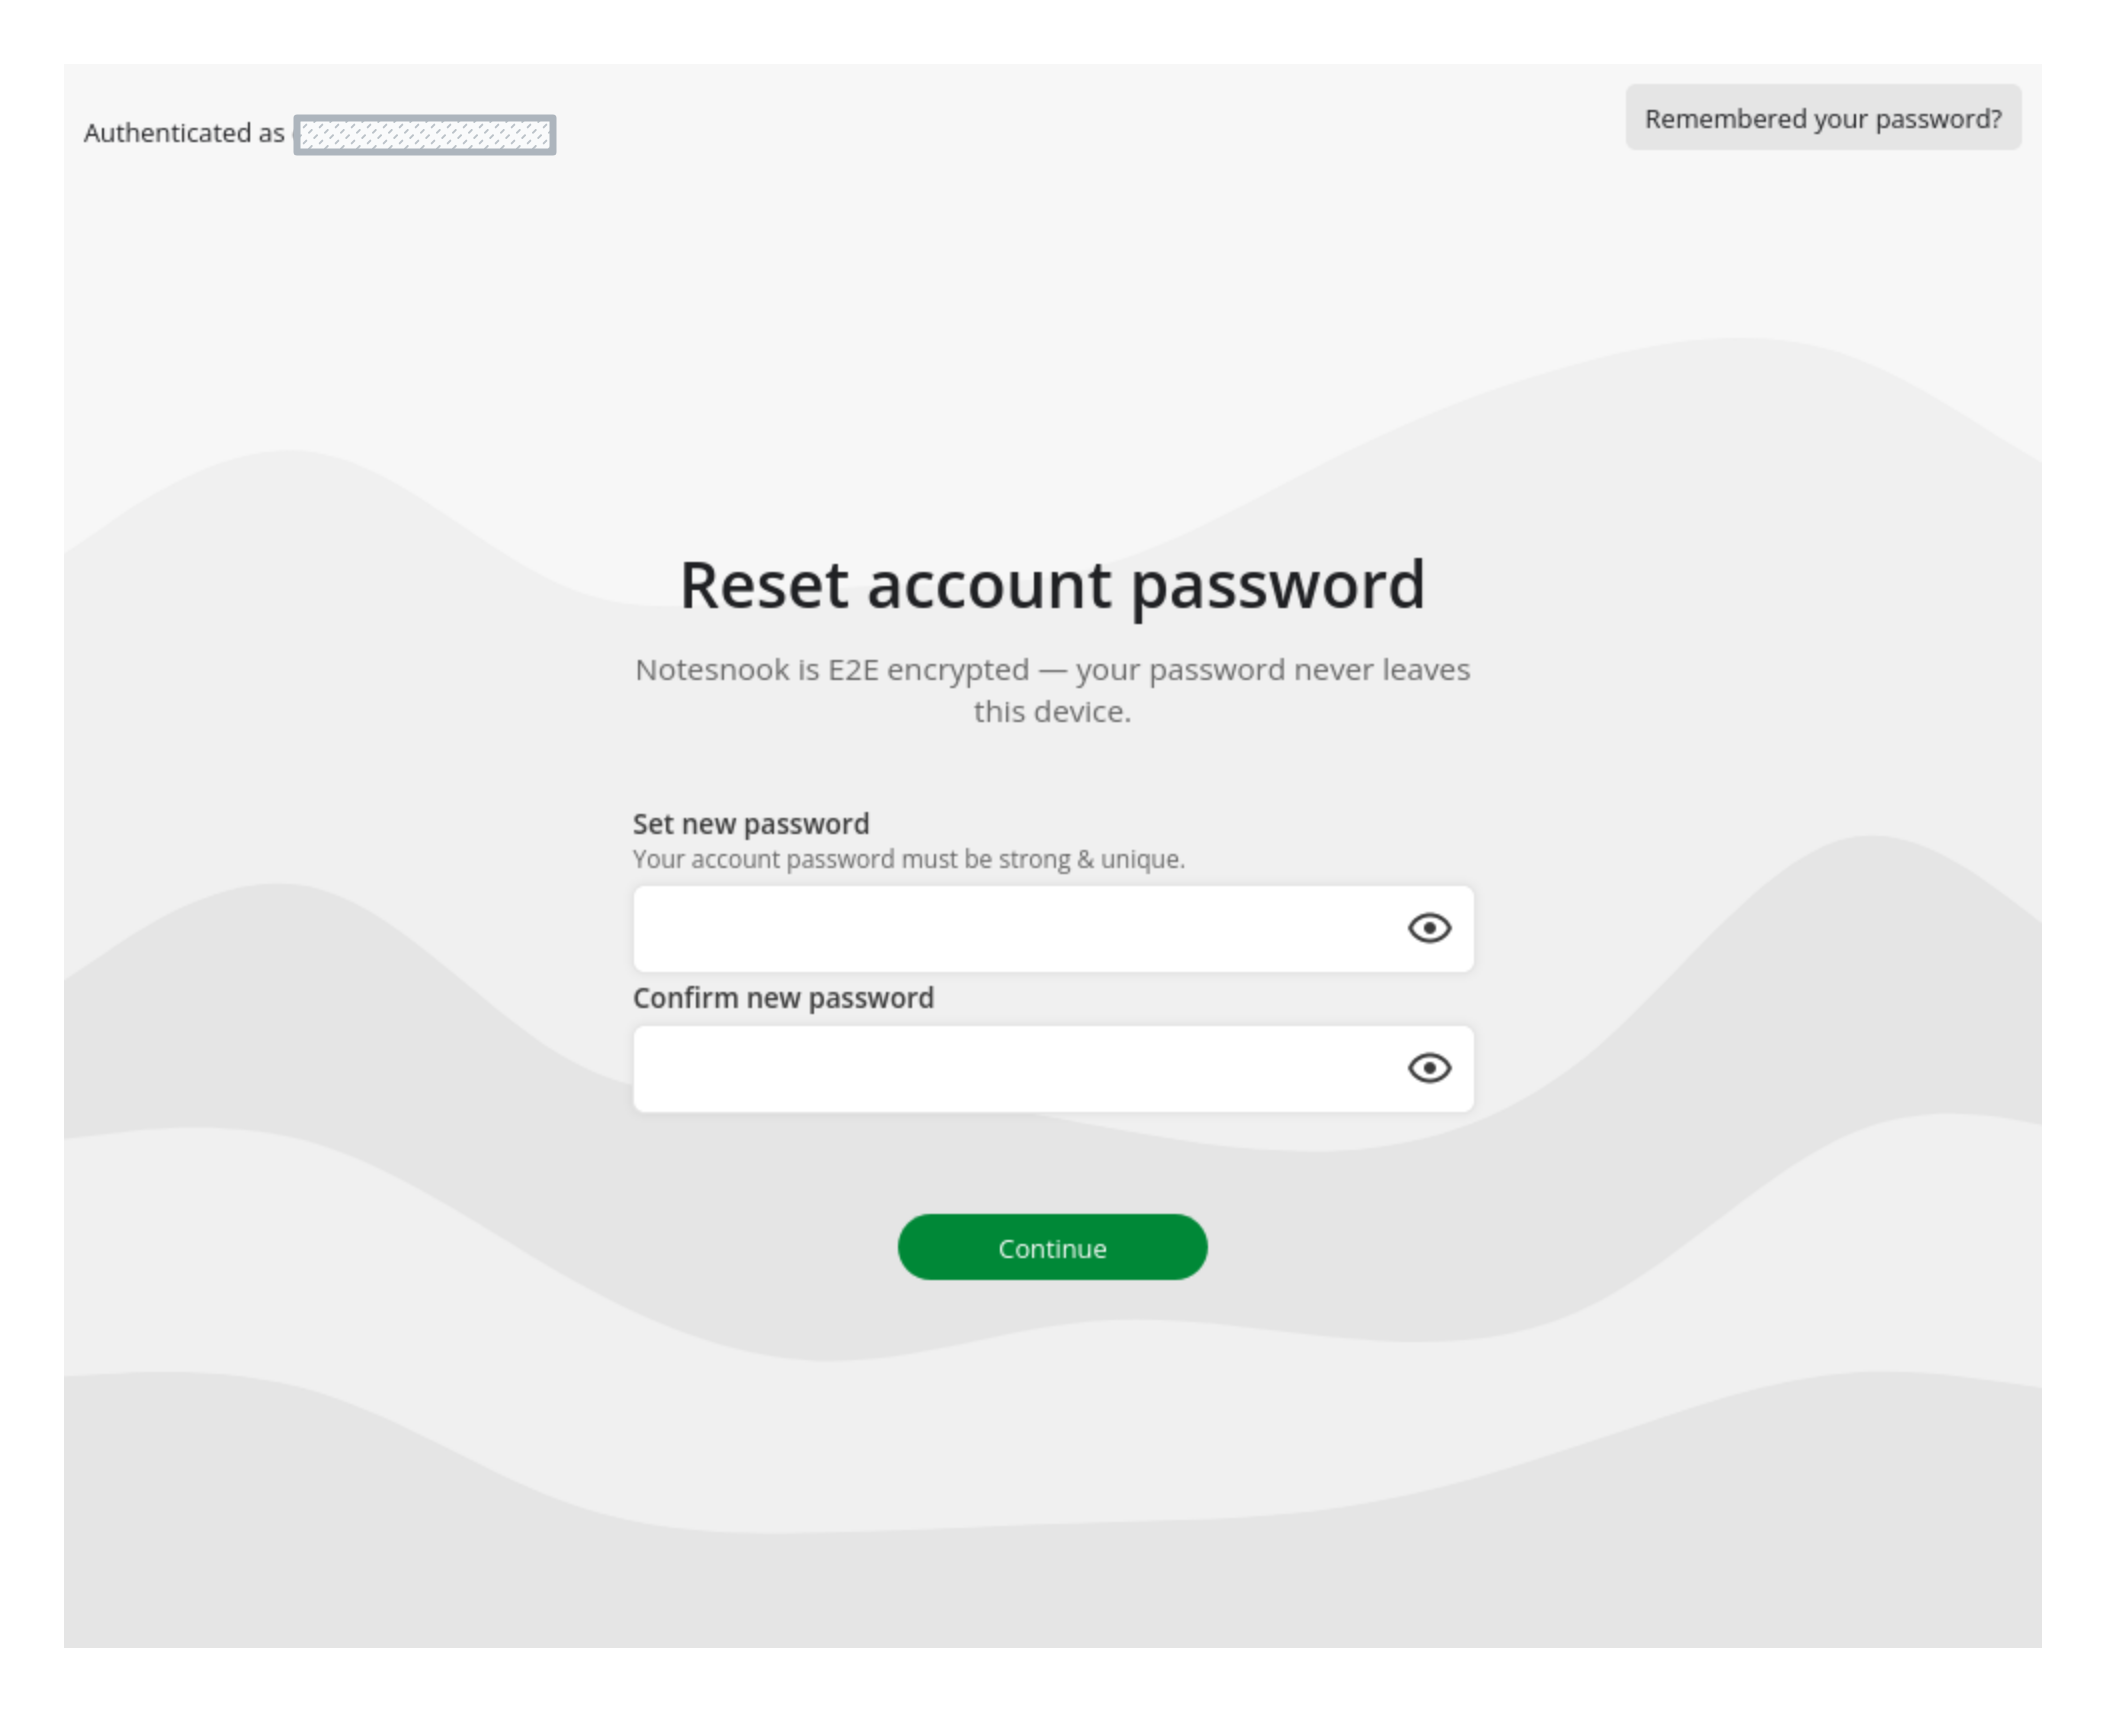 Authenticated as
Remembered your password?
Reset account password
Notesnook is E2E encrypted — your password never leaves
this device.
Set new password
Your account password must be strong & unique.
Confirm new password
Continue